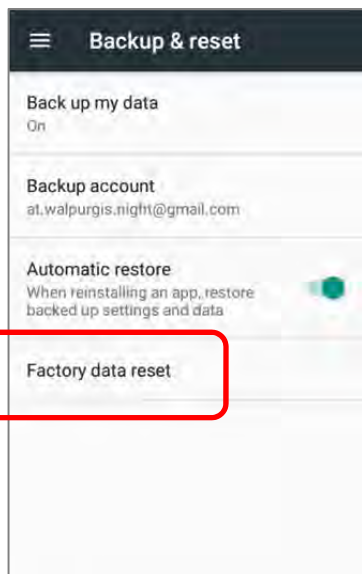 Backup & reset
Back up my data
On
Backup account
at.walpurgis.night@gmail.com
Automatic restore
When reinstalling an app, restore
backed up settings and data
Factory data reset